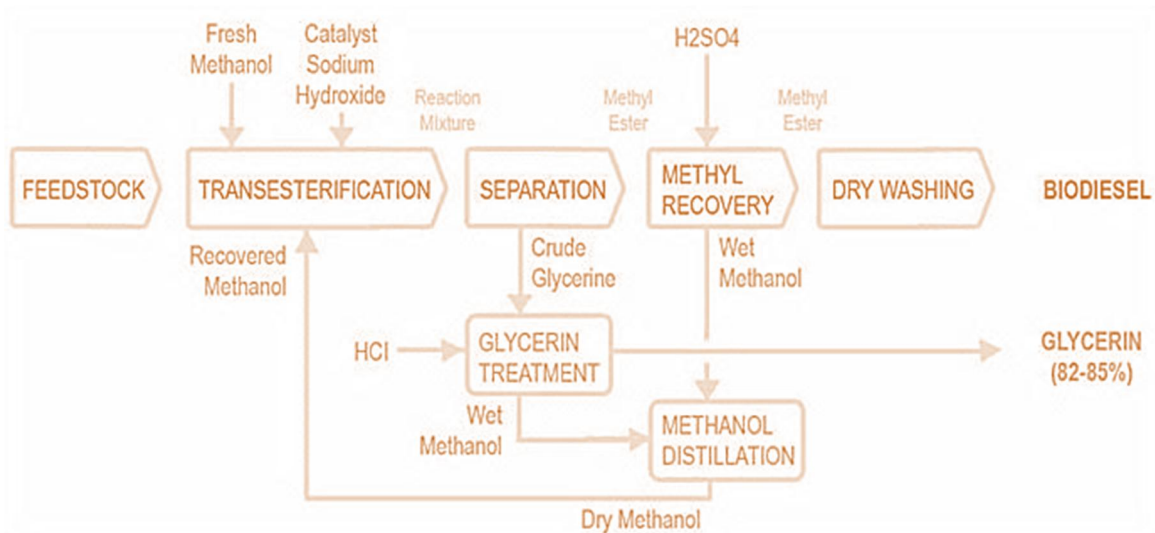 Fresh
Methanol
Catalyst
Sodium
Hydroxide
H2SO4
Reaction
Mixture
Methyl
Ester
Methyl
Ester
FEEDSTOCK
TRANSESTERIFICATION
SEPARATION
METHYL
RECOVERY
DRY WASHING
BIODIESEL
Recovered
Methanol
Crude
Glycerine
Wet
Methanol
HCl
GLYCERIN
TREATMENT
GLYCERIN
(82-85%)
Wet
Methanol
METHANOL
DISTILLATION
Dry Methanol